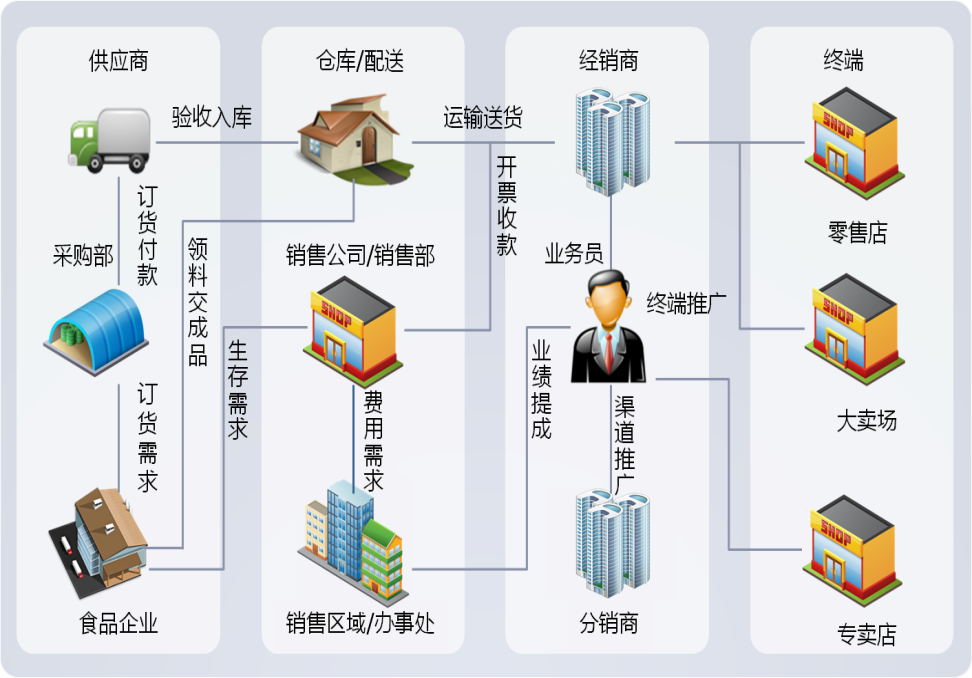 供应商
仓库/配送
经销商
终端
验收入库
运输送货
SHOP
订货付款
开票收款
零售店
采购部
领料交成品
销售公司/销售部
业务员
终端推广
SHOP
SHOP
生存需求
业绩提成
订货需求
费用需求
渠道推广
大卖场
SHOP
食品企业
销售区域/办事处
分销商
专卖店